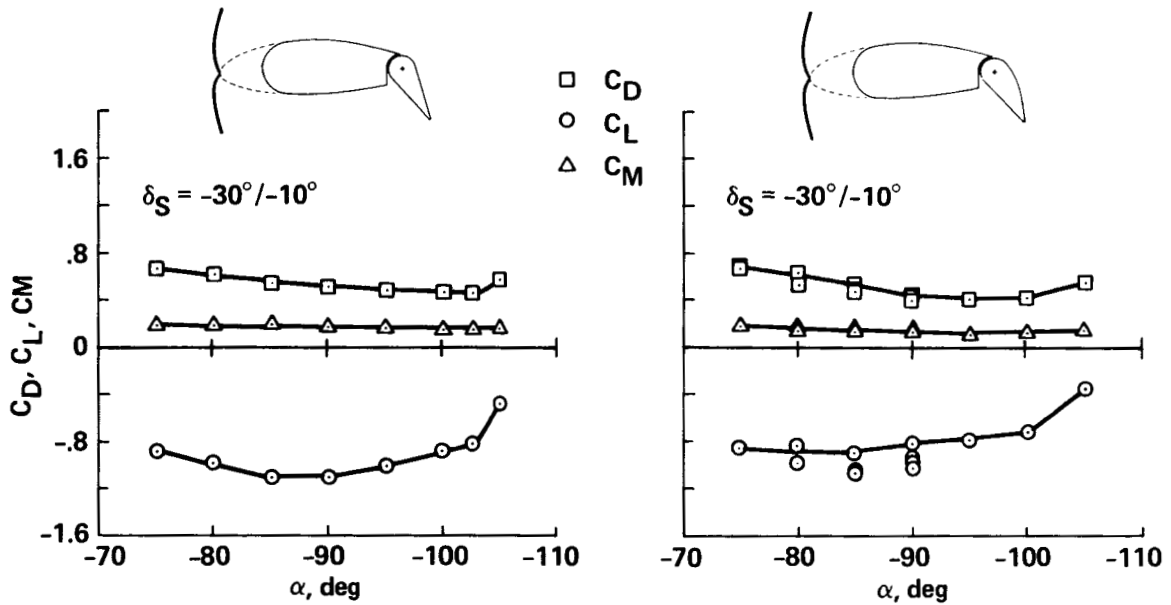 C_D
C_L
C_M
δ_S = –30°/–10°
C_D, C_L, CM
1.6
.8
0
–.8
–1.6
–70
–80
–90
–100
–110
α, deg
δ_S = –30°/–10°
–70
–80
–90
–100
–110
α, deg